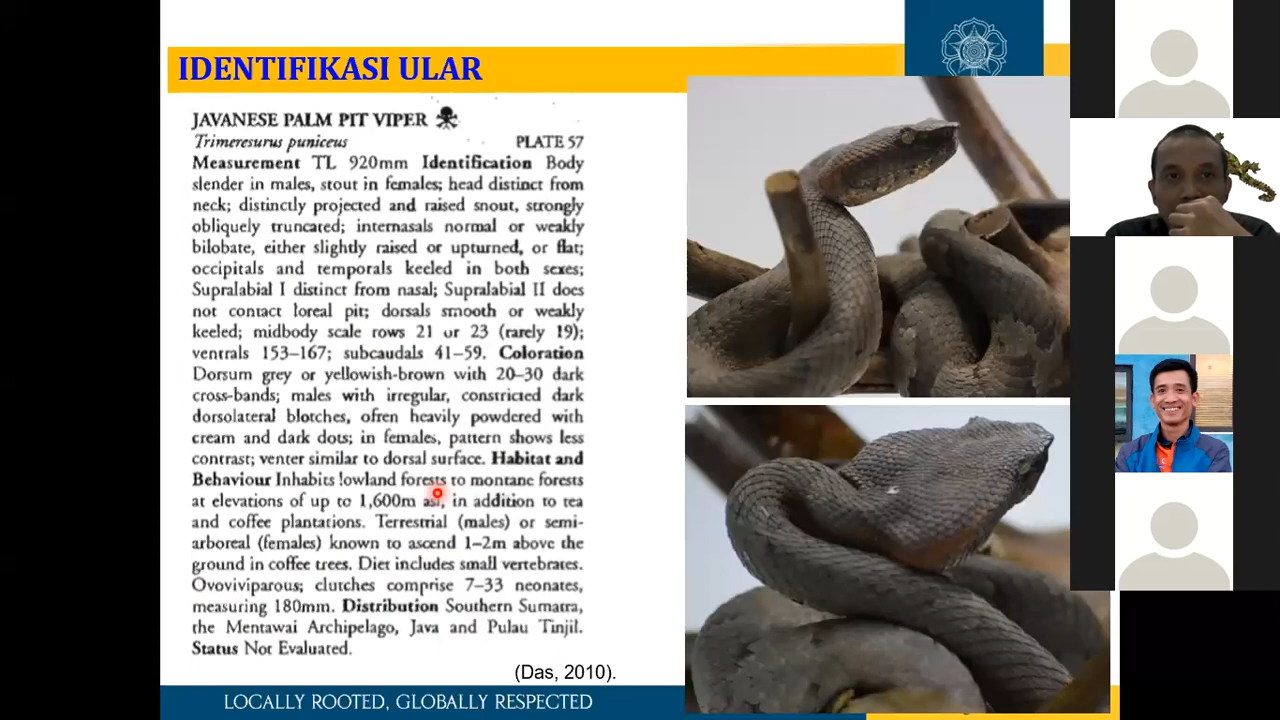 IDENTIFIKASI ULAR
JAVANESE PALM PIT VIPER
Trimeresurus puniceus PLATE 57
Measurement TL 920mm Identification Body
slender in males, stout in females; head distinct from
neck; distinctly projected and raised snout, strongly
obliquely truncated; internasals normal or weakly
bilobate, either slightly raised or upturned, or flat;
occipitals and temporals keeled in both sexes;
Supralabial I distinct from nasal; Supralabial II does
not contact loreal pit; dorsals smooth or weakly
keeled; midbody scale rows 21 or 23 (rarely 19);
ventrals 153–167; subcaudals 41–59. Coloration
Dorsum grey or yellowish-brown with 20–30 dark
cross-bands; males with irregular, constricted dark
dorsolateral blotches, often heavily powdered with
cream and dark dots; in females, pattern shows less
contrast; venter similar to dorsal surface. Habitat and
Behaviour Inhabits lowland forests to montane forests
at elevations of up to 1,600m asl, in addition to tea
and coffee plantations. Terrestrial (males) or semi-
arboreal (females) known to ascend 1–2m above the
ground in coffee trees. Diet includes small vertebrates.
Ovoviviparous; clutches comprise 7–33 neonates,
measuring 180mm. Distribution Southern Sumatra,
the Mentawai Archipelago, Java and Pulau Tinjil.
Status Not Evaluated.
(Das, 2010).
LOCALLY ROOTED, GLOBALLY RESPECTED